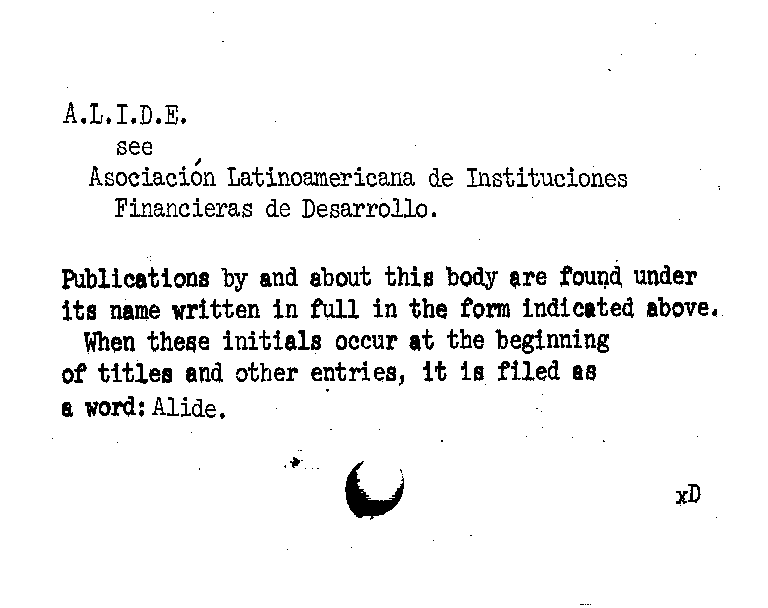 A.L.I.D.E.
see
Asociación Latinoamericana de Instituciones
Financieras de Desarrollo.
Publications by and about this body are found under
its name written in full in the form indicated above.
When these initials occur at the beginning
of titles and other entries, it is filed as
a word: Alide.
xD